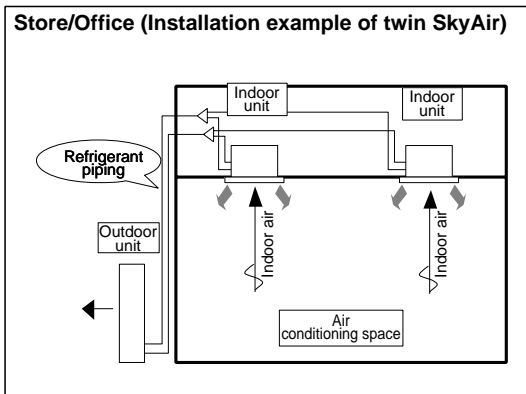 Store/Office (Installation example of twin SkyAir)
Indoor
unit
Indoor
unit
Refrigerant
piping
Outdoor
unit
Indoor air
Indoor air
Air
conditioning space